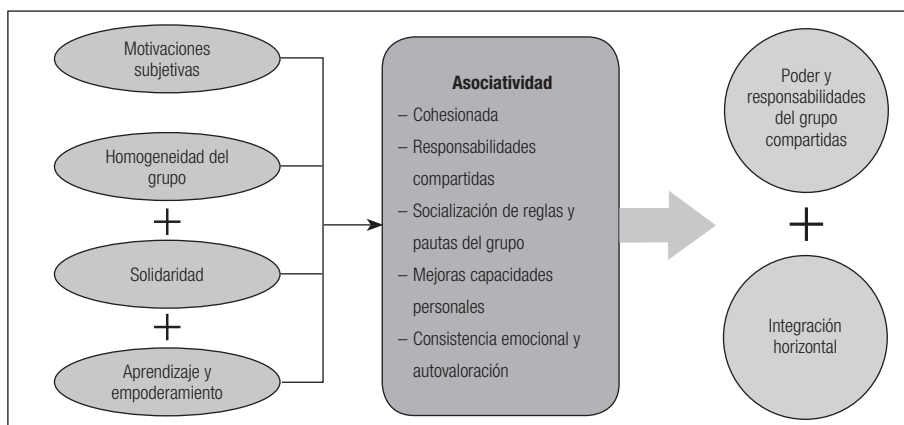 Motivaciones
subjetivas
Homogeneidad del
grupo
+
Solidaridad
+
Aprendizaje y
empoderamiento
Asociatividad
– Cohesionada
– Responsabilidades
compartidas
– Socialización de reglas y
pautas del grupo
– Mejoras capacidades
personales
– Consistencia emocional y
autovaloración
Poder y
responsabilidades
del grupo
compartidas
+
Integración
horizontal